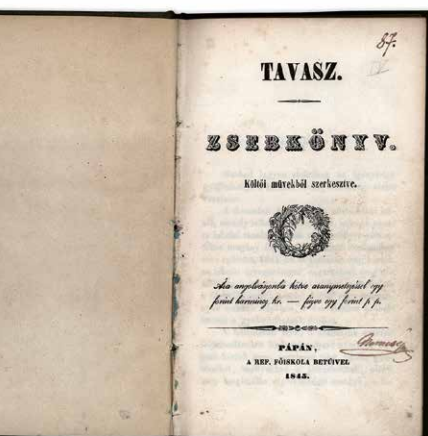 87.
TAVASZ.
ZSEBKÖNYV.
Költői művekből szerkesztve.
Ára angolvászonba kötve aranymetszéssel egy
forint harmincz kr. — fűzve egy forint p. p.
PÁPÁN,
A REF. FŐISKOLA BETŰIVEL
1845.